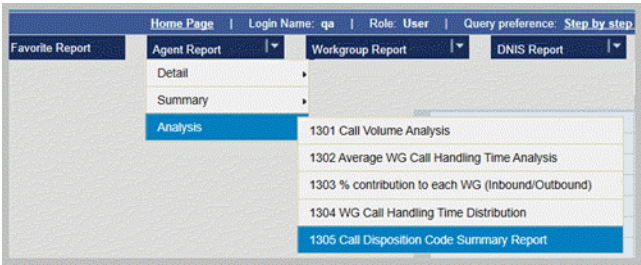 Home Page | Login Name: qa | Role: User | Query preference: Step by step
Favorite Report Agent Report Workgroup Report DNIS Report
Detail
Summary
Analysis
1301 Call Volume Analysis
1302 Average WG Call Handling Time Analysis
1303 % contribution to each WG (Inbound/Outbound)
1304 WG Call Handling Time Distribution
1305 Call Disposition Code Summary Report